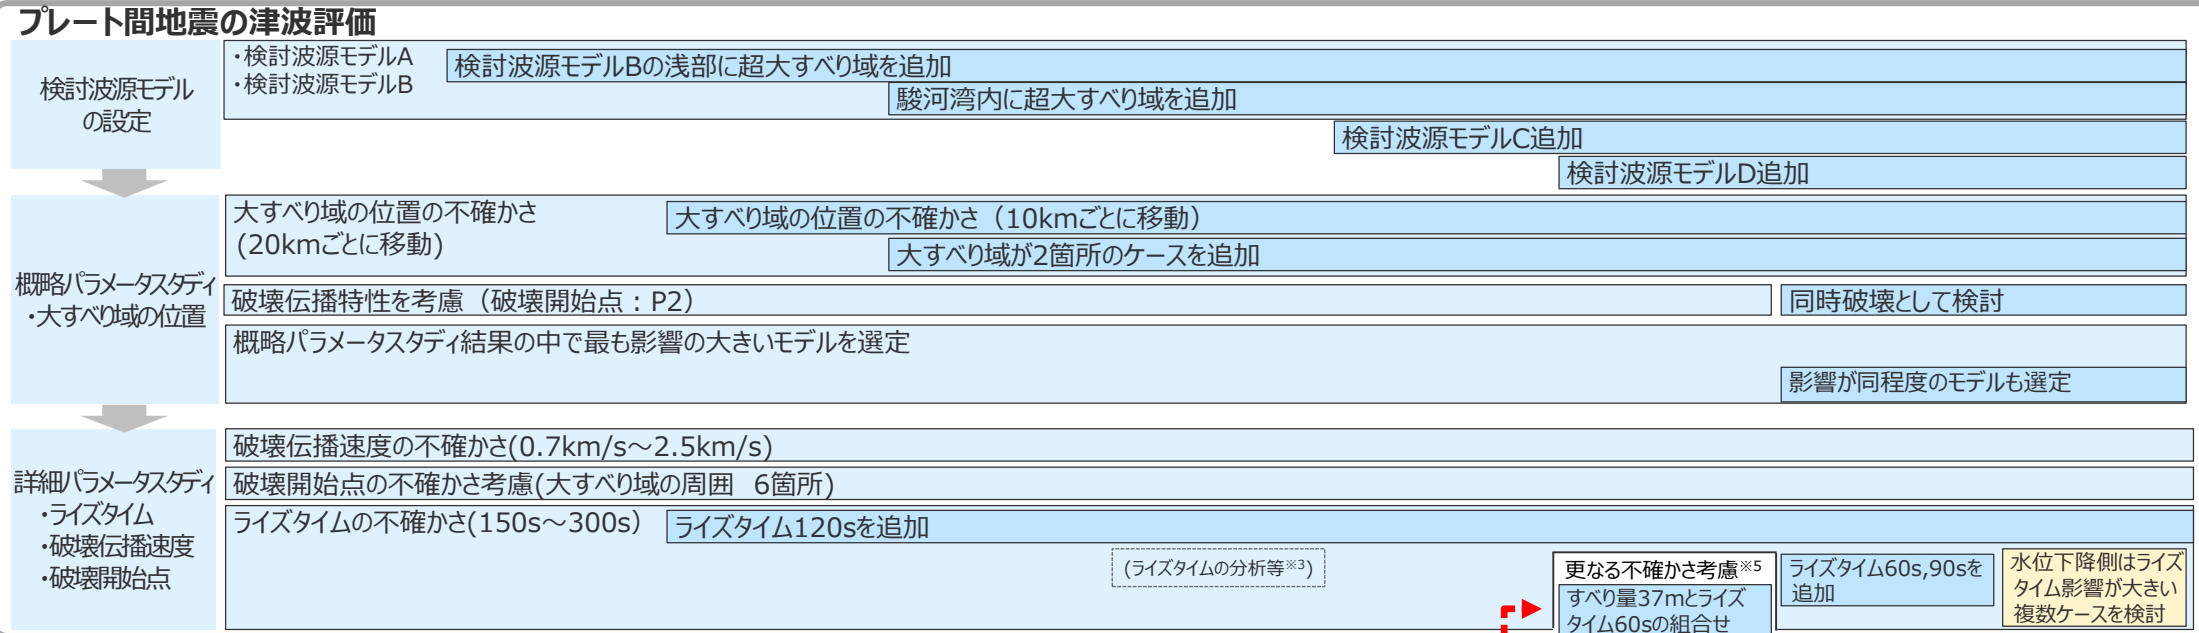 プレート間地震の津波評価
検討波源モデル
の設定
・検討波源モデルA
・検討波源モデルB
検討波源モデルBの浅部に超大すべり域を追加
駿河湾内に超大すべり域を追加
検討波源モデルC追加
検討波源モデルD追加
概略パラメータスタディ
・大すべり域の位置
大すべり域の位置の不確かさ
(20kmごとに移動)
大すべり域の位置の不確かさ（10kmごとに移動）
大すべり域が2箇所のケースを追加
破壊伝播特性を考慮（破壊開始点：P2）
同時破壊として検討
概略パラメータスタディ結果の中で最も影響の大きいモデルを選定
影響が同程度のモデルも選定
詳細パラメータスタディ
・ライズタイム
・破壊伝播速度
・破壊開始点
破壊伝播速度の不確かさ(0.7km/s～2.5km/s)
破壊開始点の不確かさ考慮(大すべり域の周囲 6箇所)
ライズタイムの不確かさ(150s～300s）
ライズタイム120sを追加
(ライズタイムの分析等※3)
更なる不確かさ考慮※5
すべり量37mとライズ
タイム60sの組合せ
ライズタイム60s,90sを
追加
水位下降側はライズ
タイム影響が大きい
複数ケースを検討